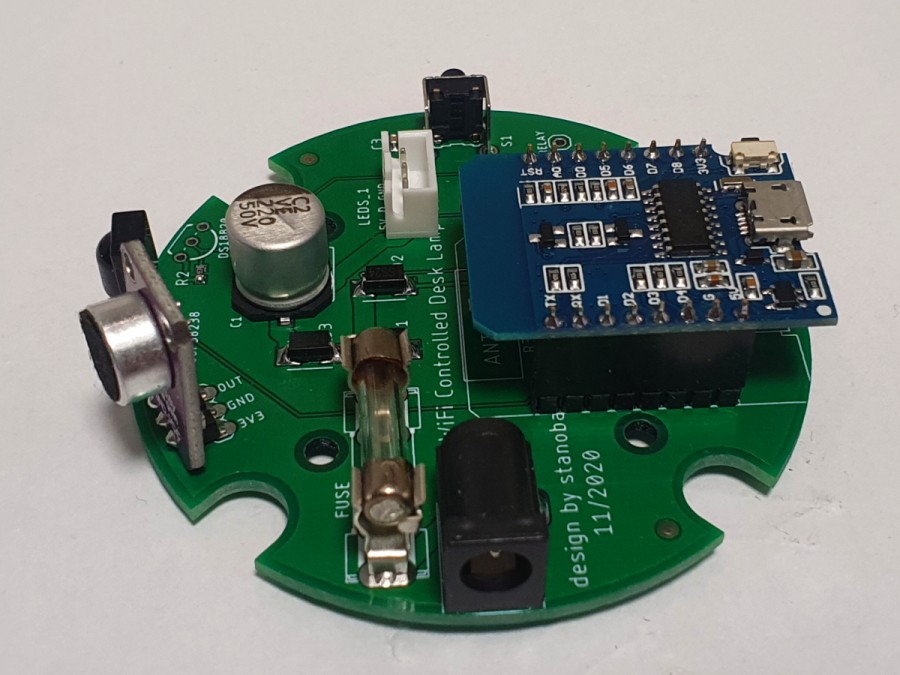 S1
LEDS_1
DS18B20
R2
C2
VE
220
50V
C1
RST
A0
D0
D5
D6
D7
D8
3V3
TX
RX
D1
D2
D3
D4
G
5V
WiFi Controlled Desk Lamp
OUT
GND
3V3
FUSE
design by stanoba
11/2020